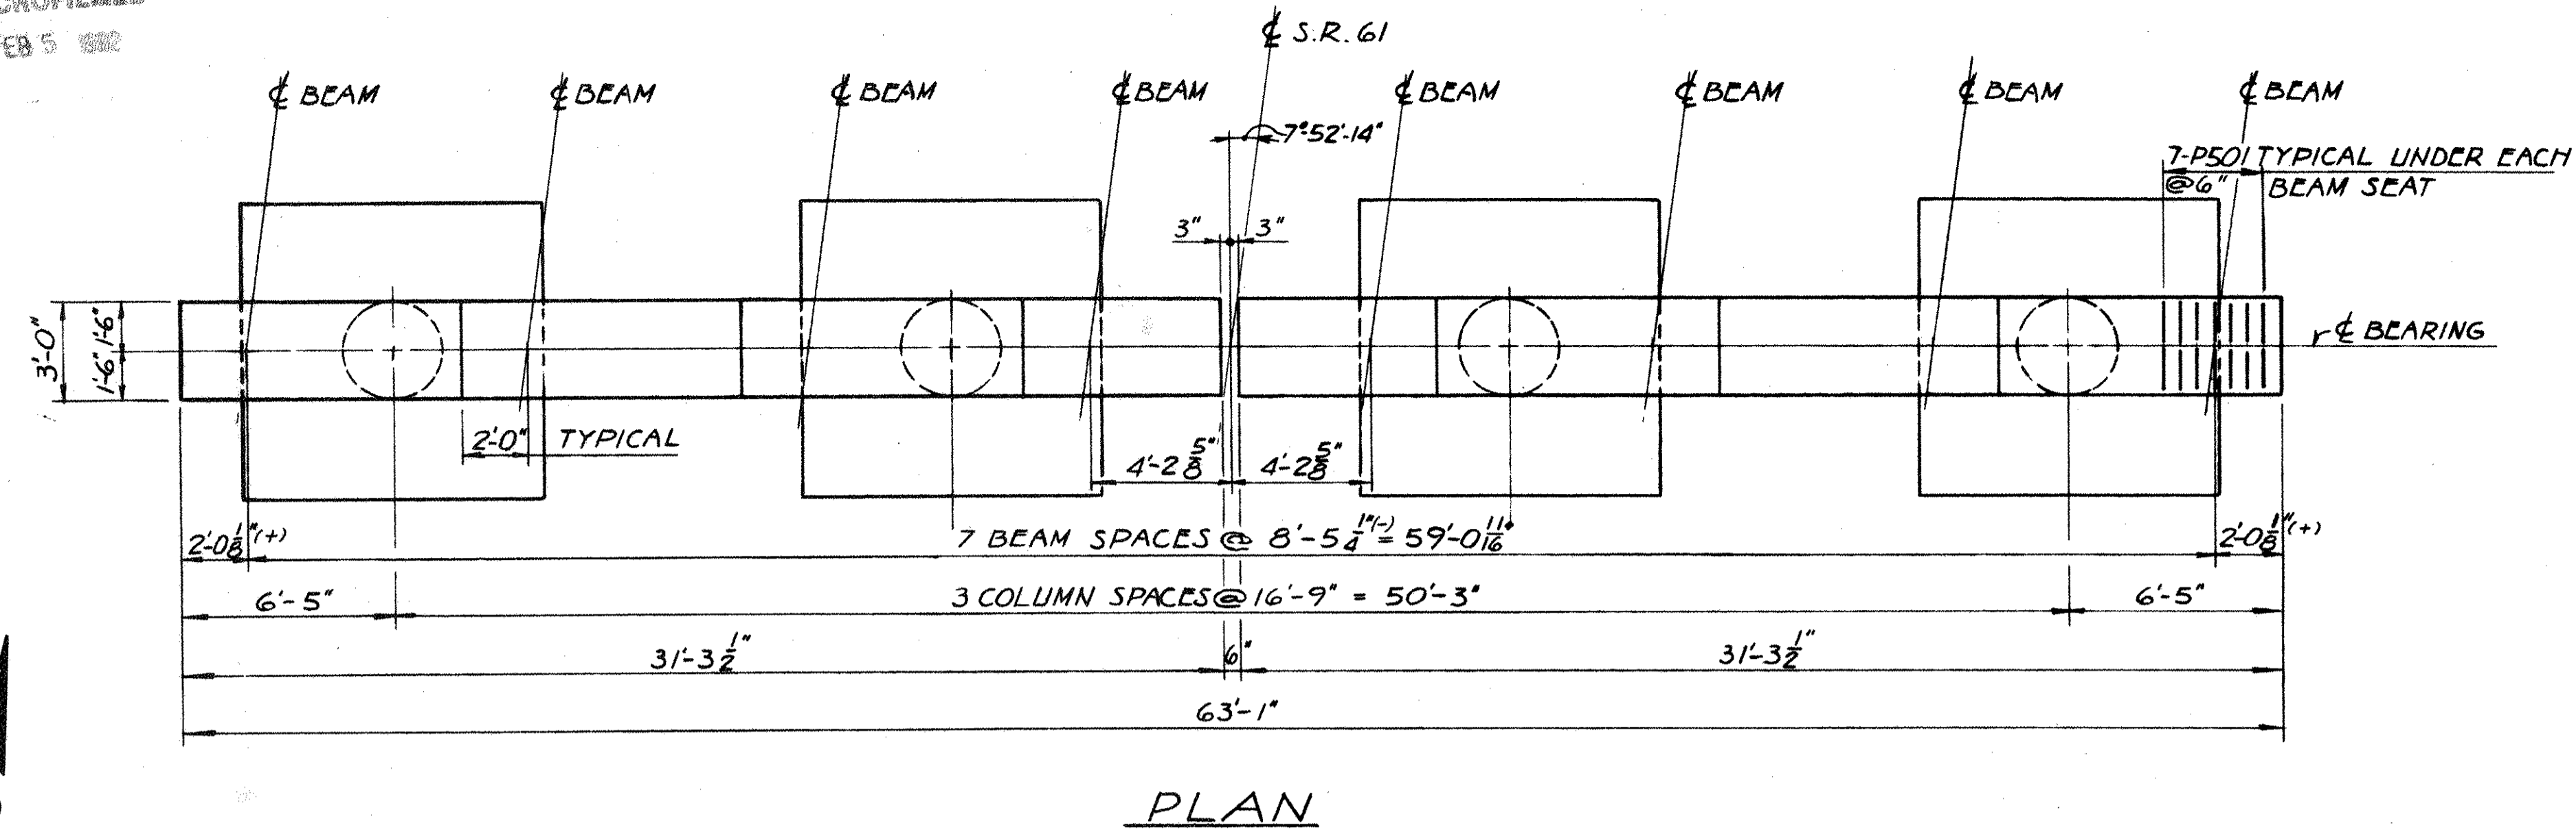 ℄ S.R. 61
℄ BEAM
℄ BEAM
℄ BEAM
℄ BEAM
℄ BEAM
℄ BEAM
℄ BEAM
℄ BEAM
7°-52'-14"
7-P501 TYPICAL UNDER EACH
@6" BEAM SEAT
3" 3"
3'-0"
1'-6" 1'-6"
℄ BEARING
2'-0" TYPICAL
4'-2 5/8" 4'-2 5/8"
2'-0 1/8" (+)
7 BEAM SPACES @ 8'-5 1/4" (-) = 59'-0 11/16"
2'-0 1/8" (+)
6'-5"
3 COLUMN SPACES @ 16'-9" = 50'-3"
6'-5"
31'-3 1/2"
6"
31'-3 1/2"
63'-1"
PLAN